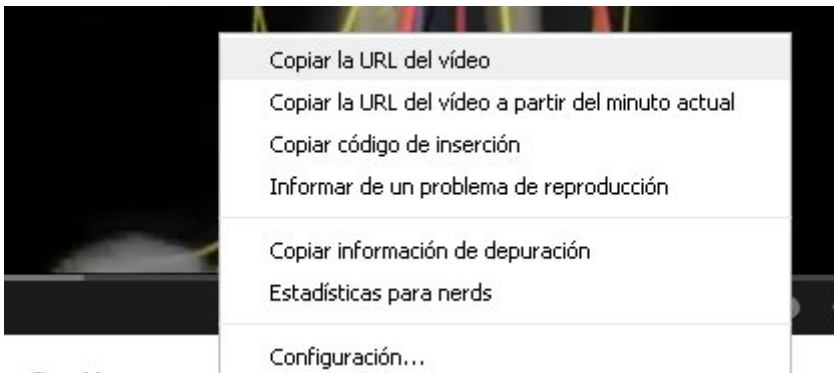 Copiar la URL del vídeo
Copiar la URL del vídeo a partir del minuto actual
Copiar código de inserción
Informar de un problema de reproducción
Copiar información de depuración
Estadísticas para nerds
Configuración...